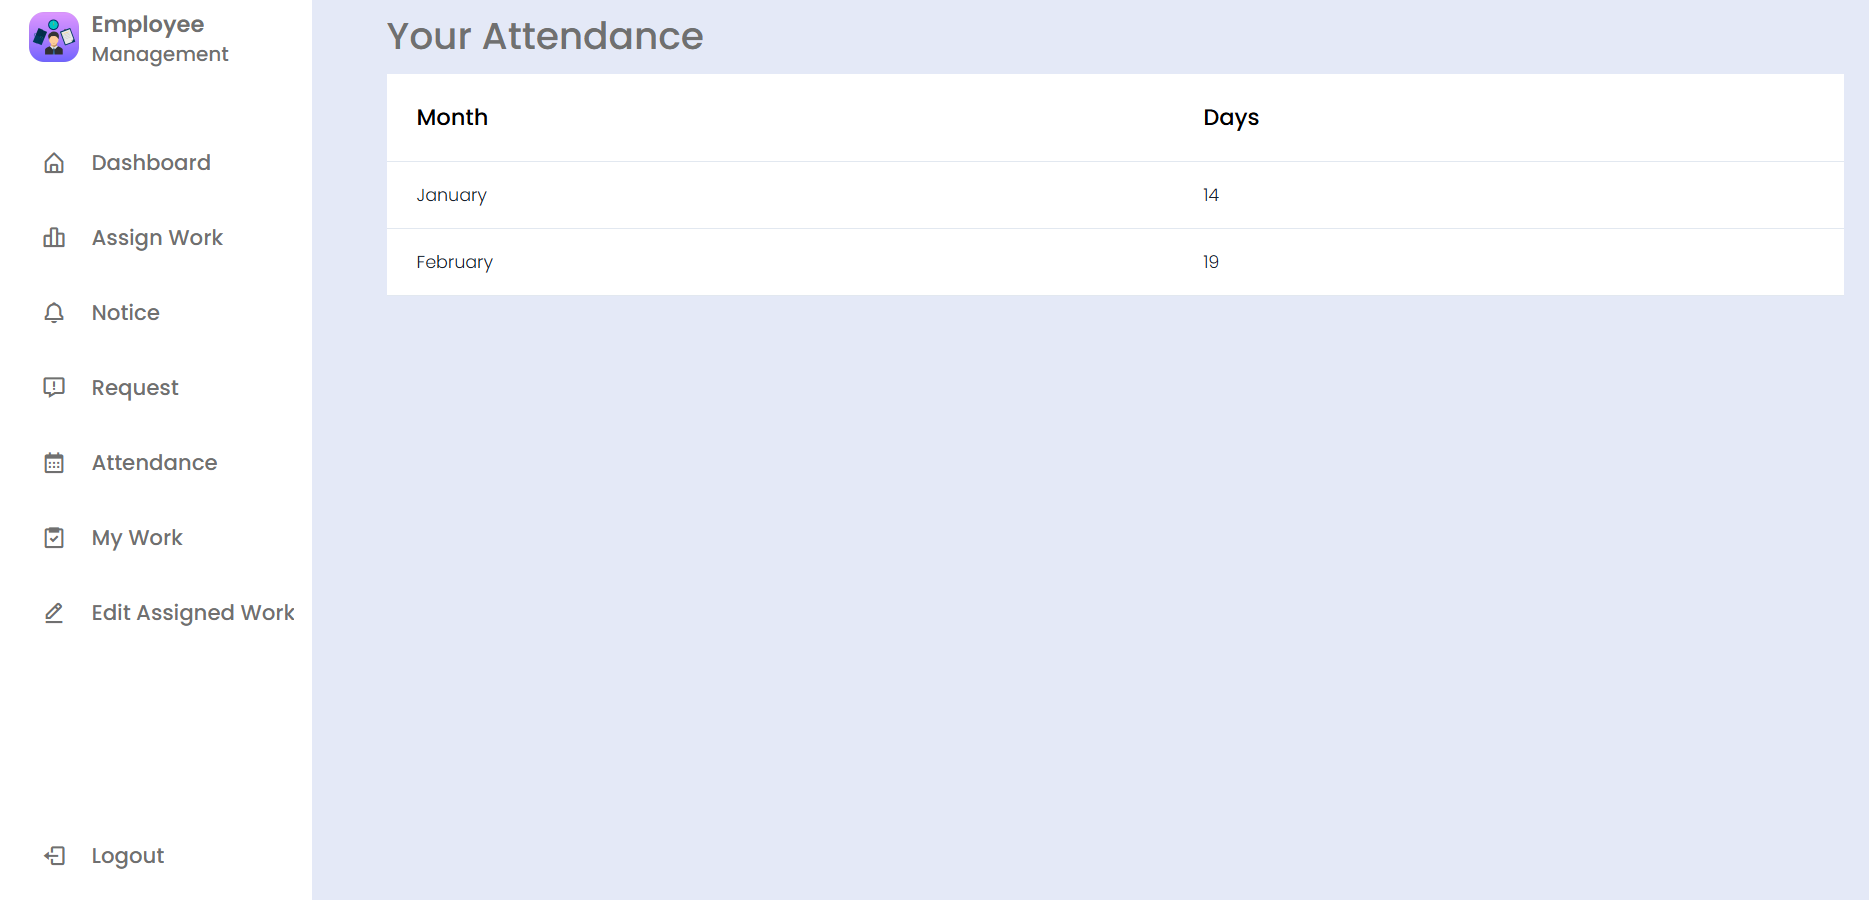 Employee
Management
Dashboard
Assign Work
Notice
Request
Attendance
My Work
Edit Assigned Work
Logout
Your Attendance
Month Days
January 14
February 19